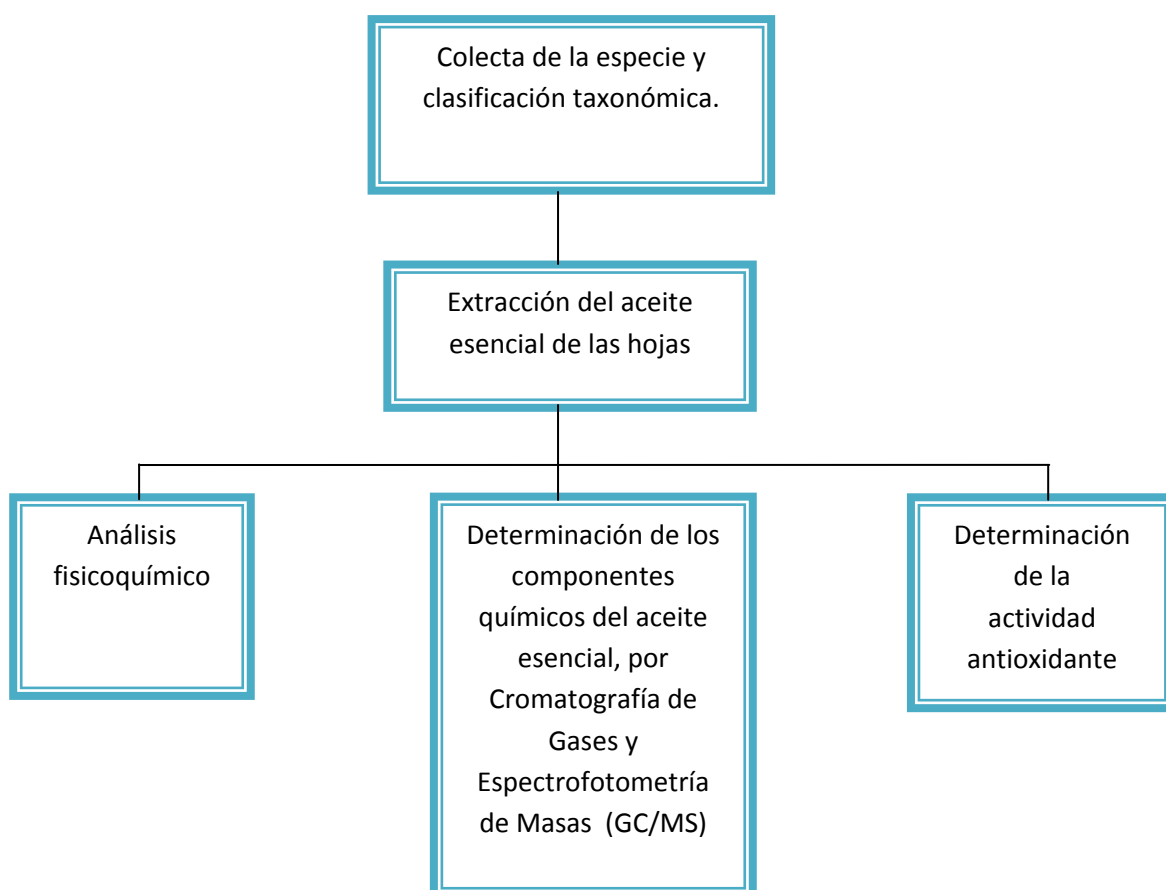 Colecta de la especie y
clasificación taxonómica.
Extracción del aceite
esencial de las hojas
Análisis
fisicoquímico
Determinación de los
componentes
químicos del aceite
esencial, por
Cromatografía de
Gases y
Espectrofotometría
de Masas (GC/MS)
Determinación
de la
actividad
antioxidante